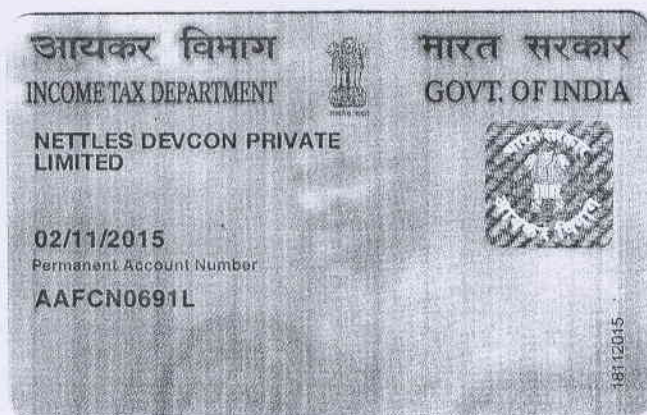 आयकर विभाग
INCOME TAX DEPARTMENT
भारत सरकार
GOVT. OF INDIA
NETTLES DEVCON PRIVATE
LIMITED
02/11/2015
Permanent Account Number
AAFCN0691L
18112015